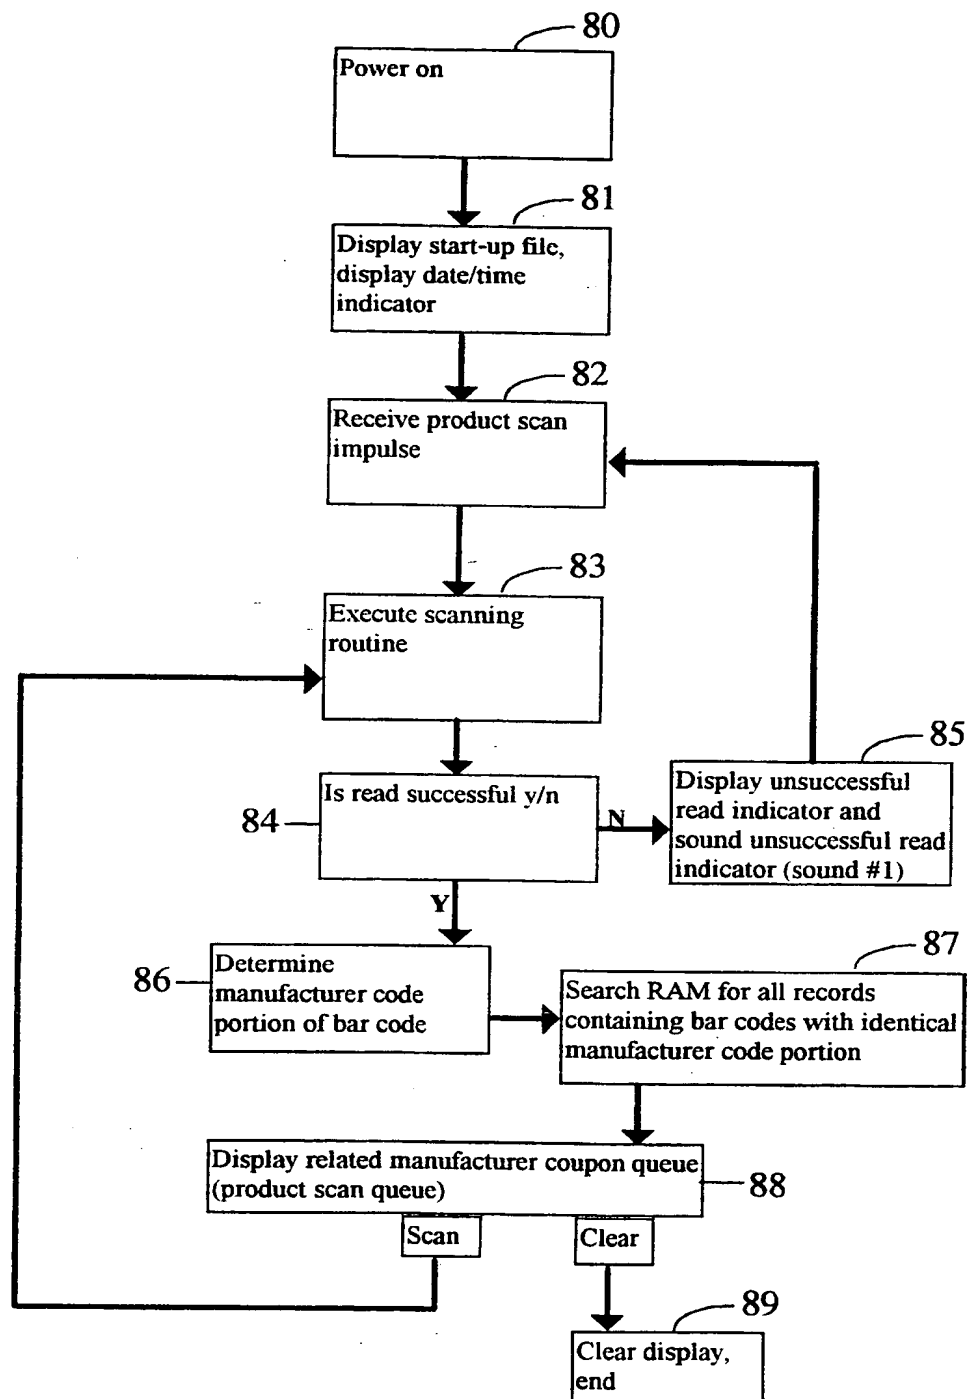 80
Power on
81
Display start-up file,
display date/time
indicator
82
Receive product scan
impulse
83
Execute scanning
routine
84
Is read successful y/n
N
85
Display unsuccessful
read indicator and
sound unsuccessful read
indicator (sound #1)
Y
86
Determine
manufacturer code
portion of bar code
87
Search RAM for all records
containing bar codes with identical
manufacturer code portion
Display related manufacturer coupon queue
(product scan queue)
88
Scan
Clear
89
Clear display,
end